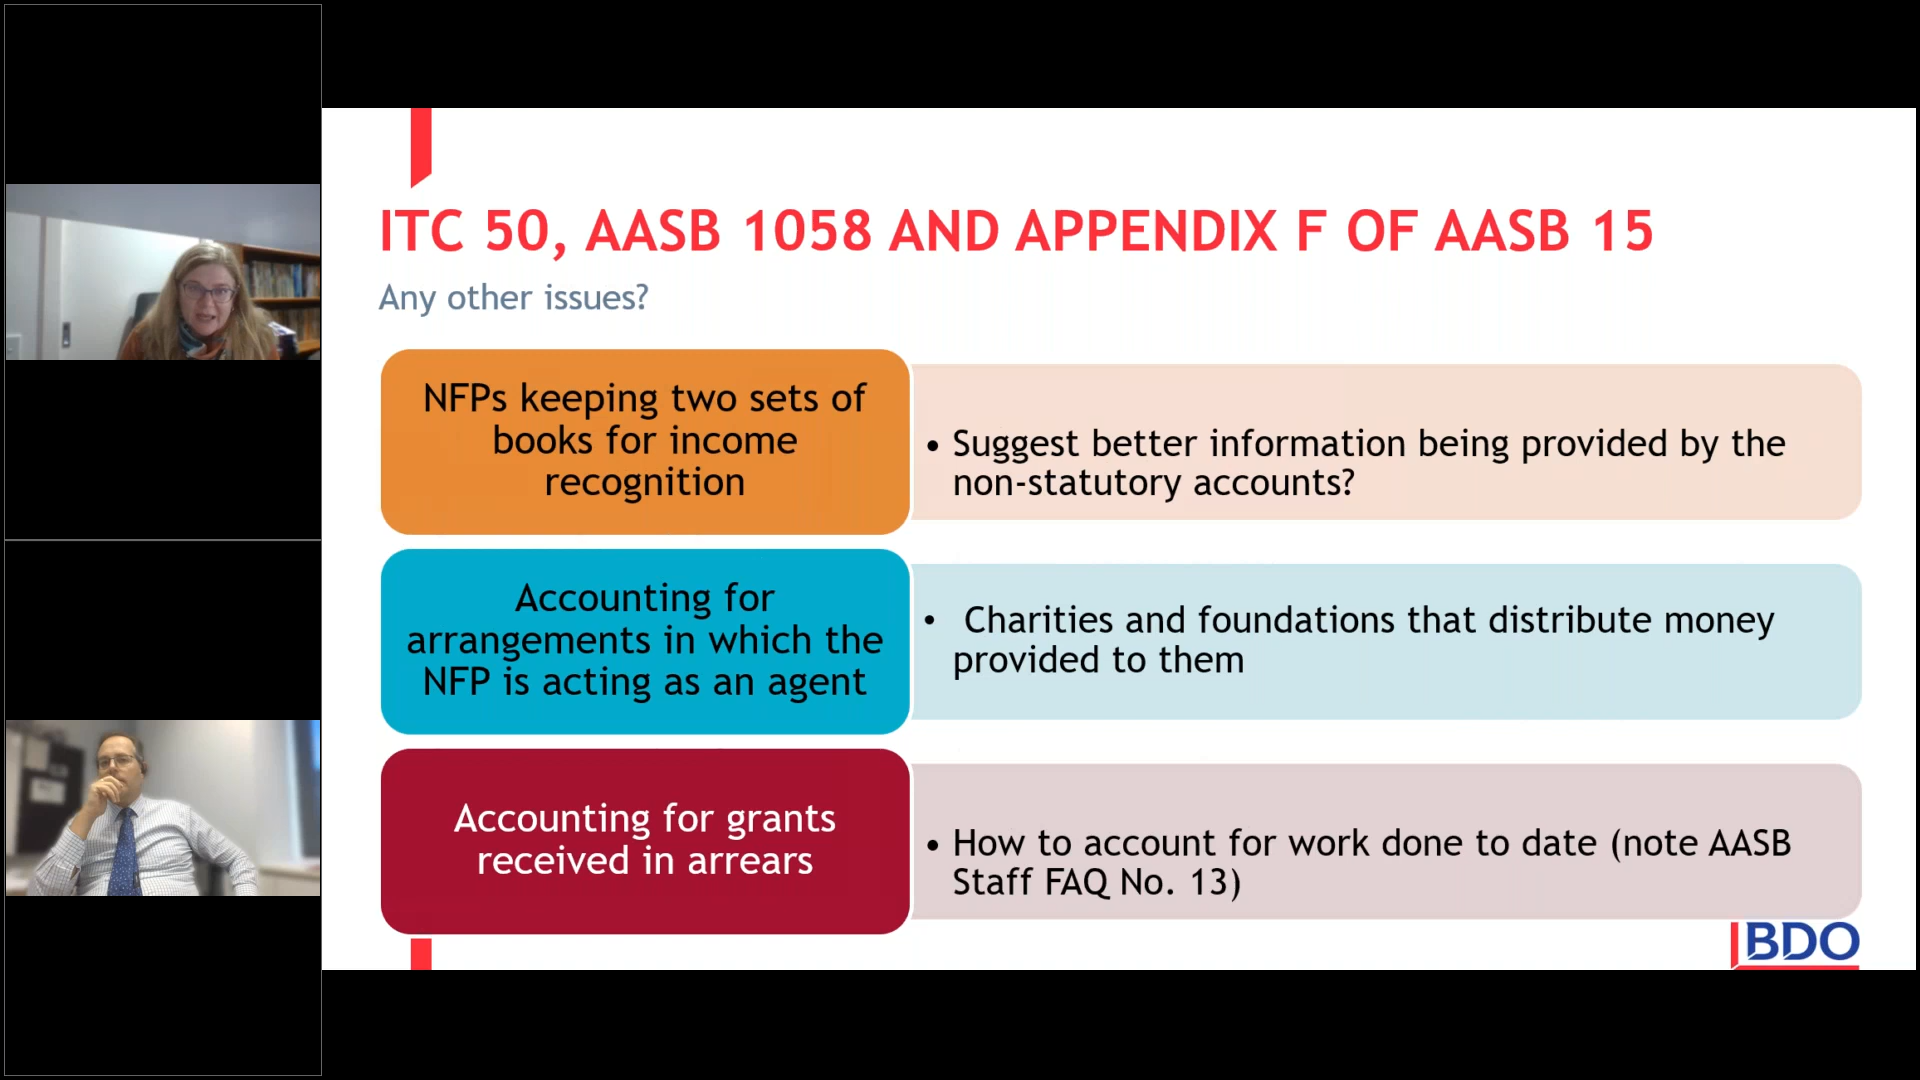 ITC 50, AASB 1058 AND APPENDIX F OF AASB 15
Any other issues?
NFPs keeping two sets of
books for income
recognition
• Suggest better information being provided by the
non-statutory accounts?
Accounting for
arrangements in which the
NFP is acting as an agent
• Charities and foundations that distribute money
provided to them
Accounting for grants
received in arrears
• How to account for work done to date (note AASB
Staff FAQ No. 13)
BDO